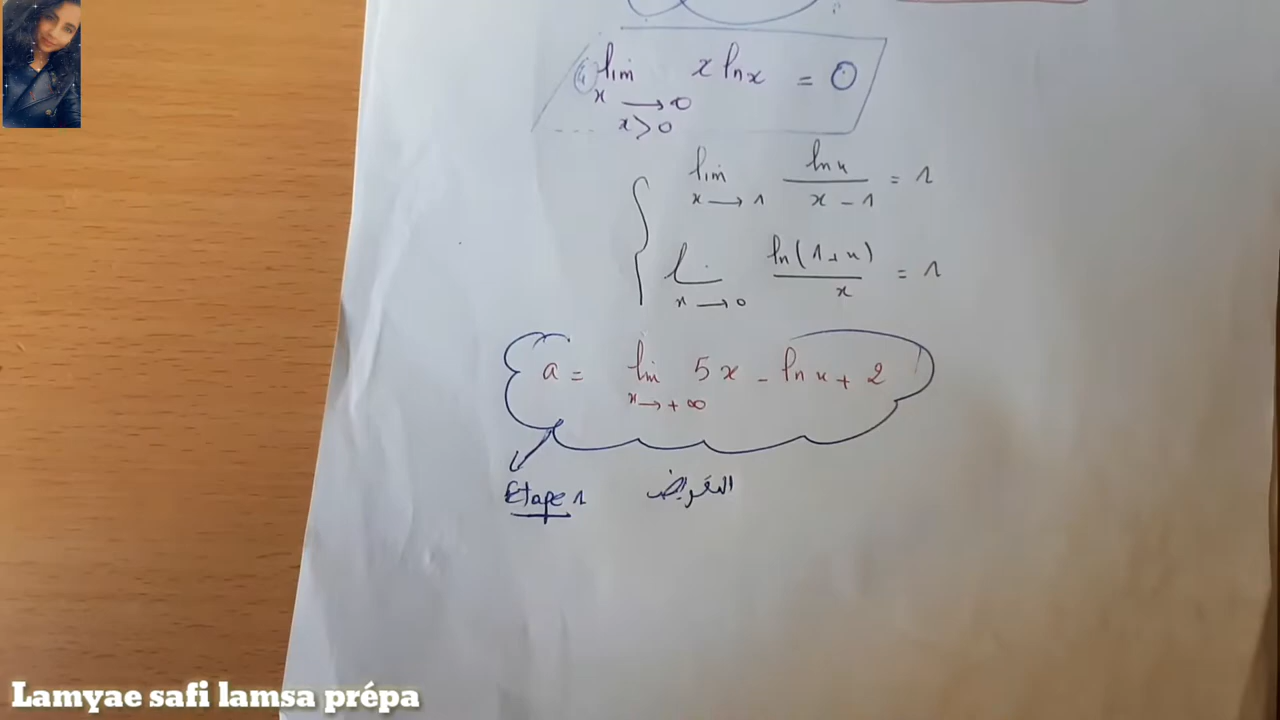 ① lim x ln x = 0
x → 0
x > 0
lim ln x / x - 1 = 1
x → 1
lim ln(1+x) / x = 1
x → 0
a = lim 5x - ln x + 2
x → +∞
Etape 1 التعويض
Lamyae safi lamsa prépa